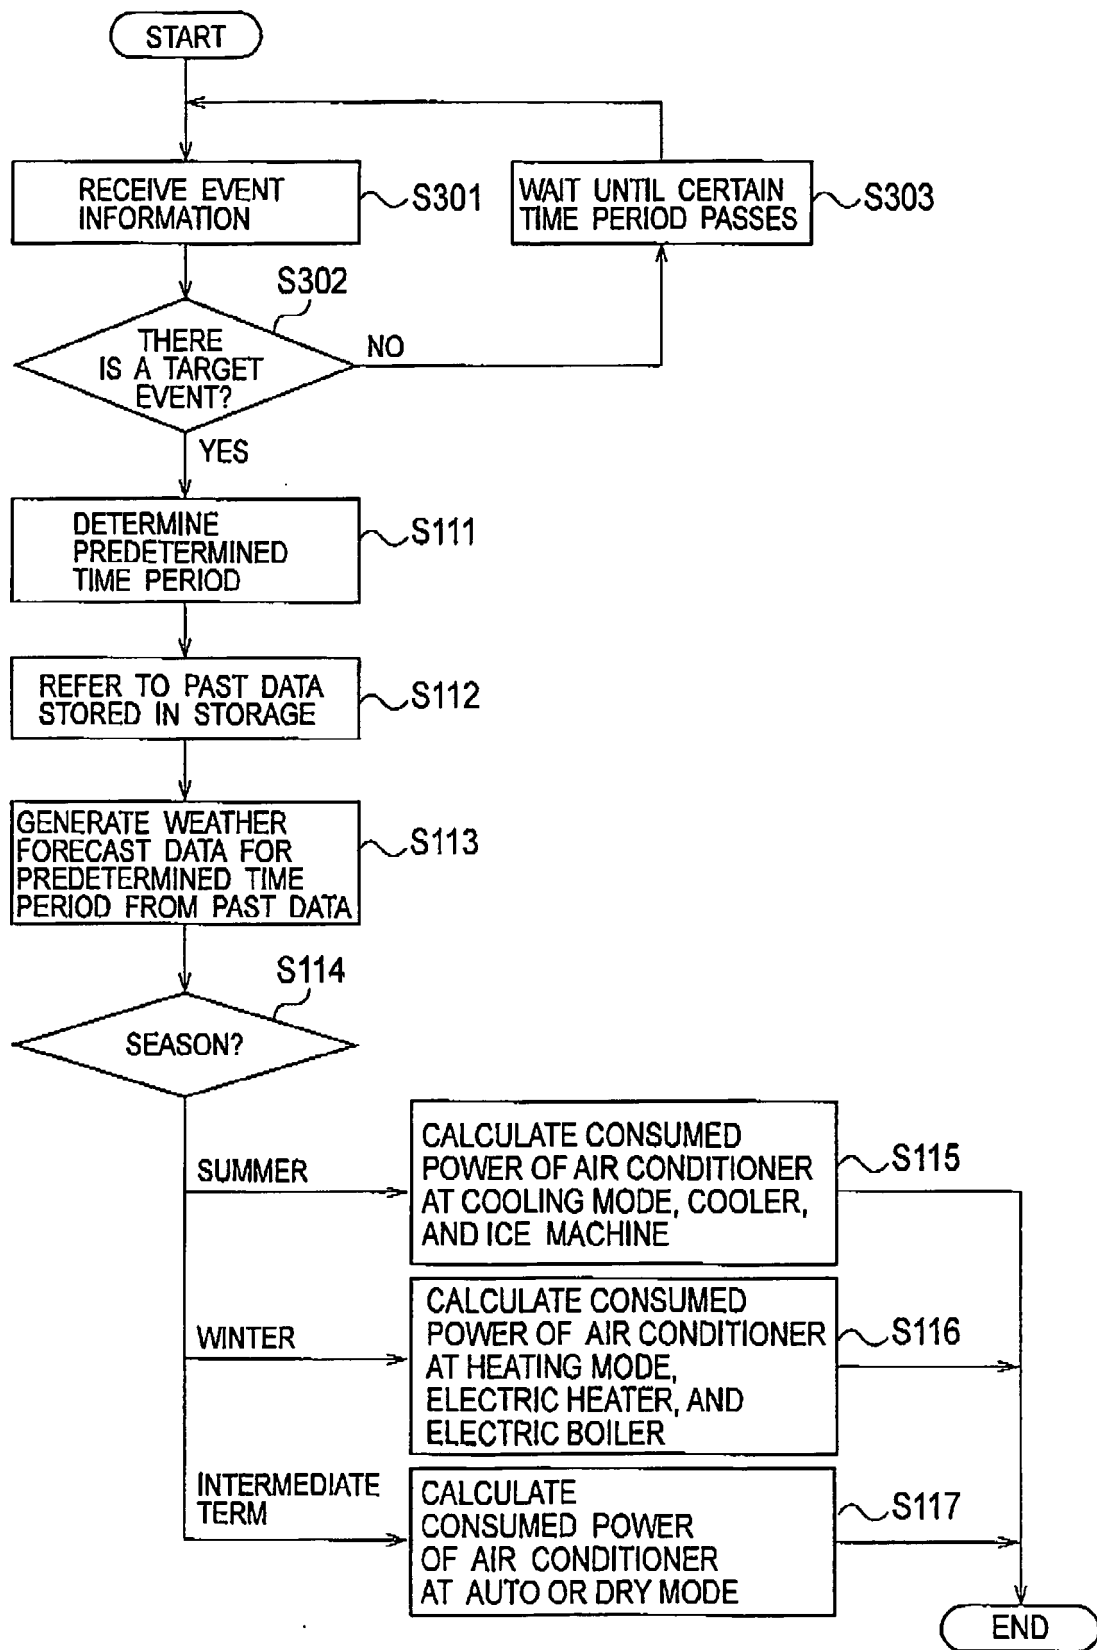 START
RECEIVE EVENT
INFORMATION
S301
WAIT UNTIL CERTAIN
TIME PERIOD PASSES
S303
S302
THERE
IS A TARGET
EVENT?
NO
YES
DETERMINE
PREDETERMINED
TIME PERIOD
S111
REFER TO PAST DATA
STORED IN STORAGE
S112
GENERATE WEATHER
FORECAST DATA FOR
PREDETERMINED TIME
PERIOD FROM PAST DATA
S113
S114
SEASON?
SUMMER
CALCULATE CONSUMED
POWER OF AIR CONDITIONER
AT COOLING MODE, COOLER,
AND ICE MACHINE
S115
WINTER
CALCULATE CONSUMED
POWER OF AIR CONDITIONER
AT HEATING MODE,
ELECTRIC HEATER, AND
ELECTRIC BOILER
S116
INTERMEDIATE
TERM
CALCULATE
CONSUMED POWER
OF AIR CONDITIONER
AT AUTO OR DRY MODE
S117
END